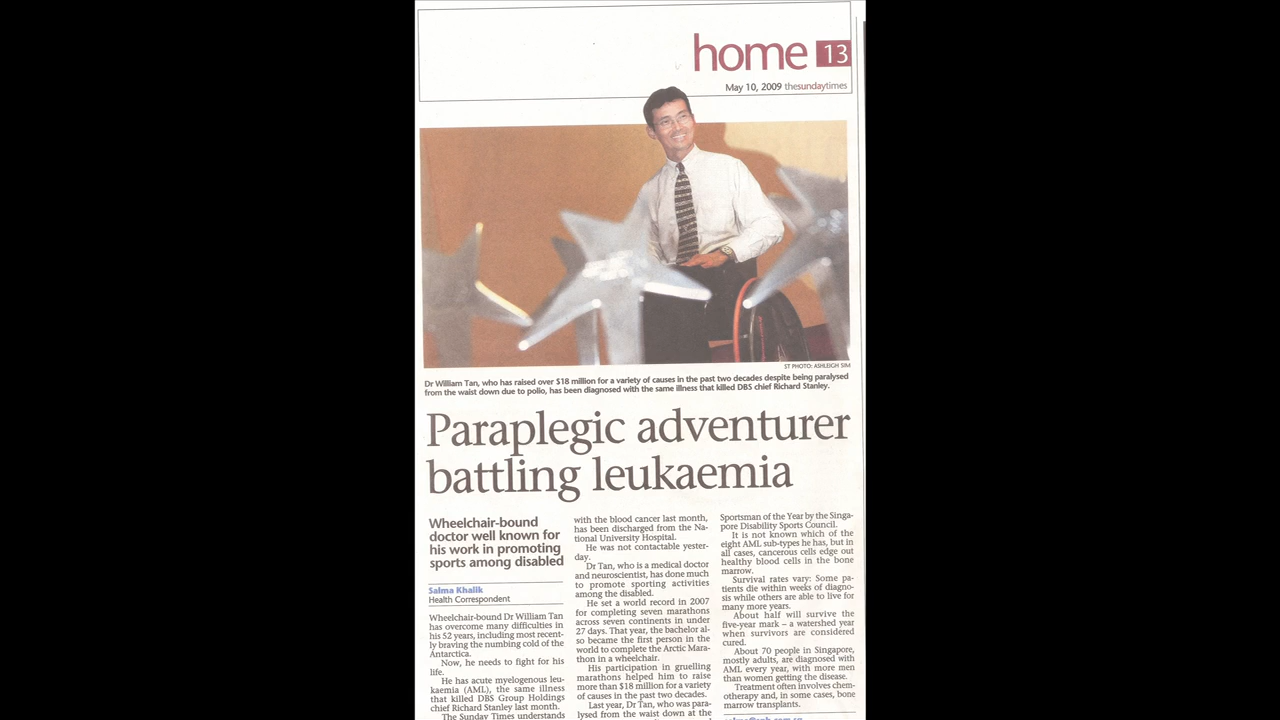 home 13
May 10, 2009 thesundaytimes
ST PHOTO: ASHLEIGH SIM
Dr William Tan, who has raised over $18 million for a variety of causes in the past two decades despite being paralysed
from the waist down due to polio, has been diagnosed with the same illness that killed DBS chief Richard Stanley.
Paraplegic adventurer
battling leukaemia
Wheelchair-bound
doctor well known for
his work in promoting
sports among disabled
Salma Khalik
Health Correspondent
Wheelchair-bound Dr William Tan
has overcome many difficulties in
his 52 years, including most recent-
ly braving the numbing cold of the
Antarctica.
Now, he needs to fight for his
life.
He has acute myelogenous leu-
kaemia (AML), the same illness
that killed DBS Group Holdings
chief Richard Stanley last month.
The Sunday Times understands
with the blood cancer last month,
has been discharged from the Na-
tional University Hospital.
He was not contactable yester-
day.
Dr Tan, who is a medical doctor
and neuroscientist, has done much
to promote sporting activities
among the disabled.
He set a world record in 2007
for completing seven marathons
across seven continents in under
27 days. That year, the bachelor al-
so became the first person in the
world to complete the Arctic Mara-
thon in a wheelchair.
His participation in gruelling
marathons helped him to raise
more than $18 million for a variety
of causes in the past two decades.
Last year, Dr Tan, who was para-
lysed from the waist down at the
Sportsman of the Year by the Singa-
pore Disability Sports Council.
It is not known which of the
eight AML sub-types he has, but in
all cases, cancerous cells edge out
healthy blood cells in the bone
marrow.
Survival rates vary: Some pa-
tients die within weeks of diagno-
sis while others are able to live for
many more years.
About half will survive the
five-year mark – a watershed year
when survivors are considered
cured.
About 70 people in Singapore,
mostly adults, are diagnosed with
AML every year, with more men
than women getting the disease.
Treatment often involves chem-
otherapy and, in some cases, bone
marrow transplants.